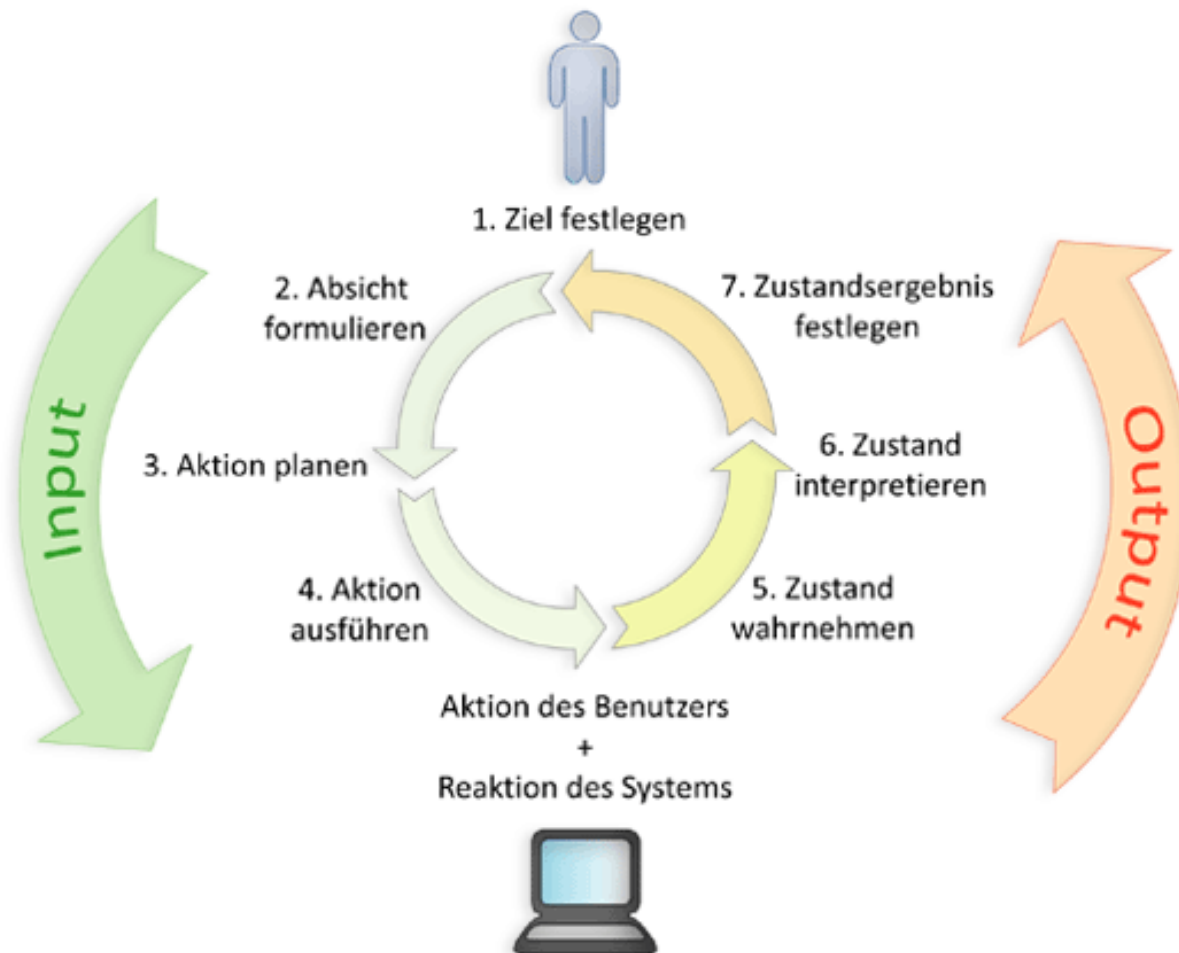 1. Ziel festlegen
2. Absicht
formulieren
3. Aktion planen
4. Aktion
ausführen
Aktion des Benutzers
+
Reaktion des Systems
5. Zustand
wahrnehmen
6. Zustand
interpretieren
7. Zustandsergebnis
festlegen
Input
Output